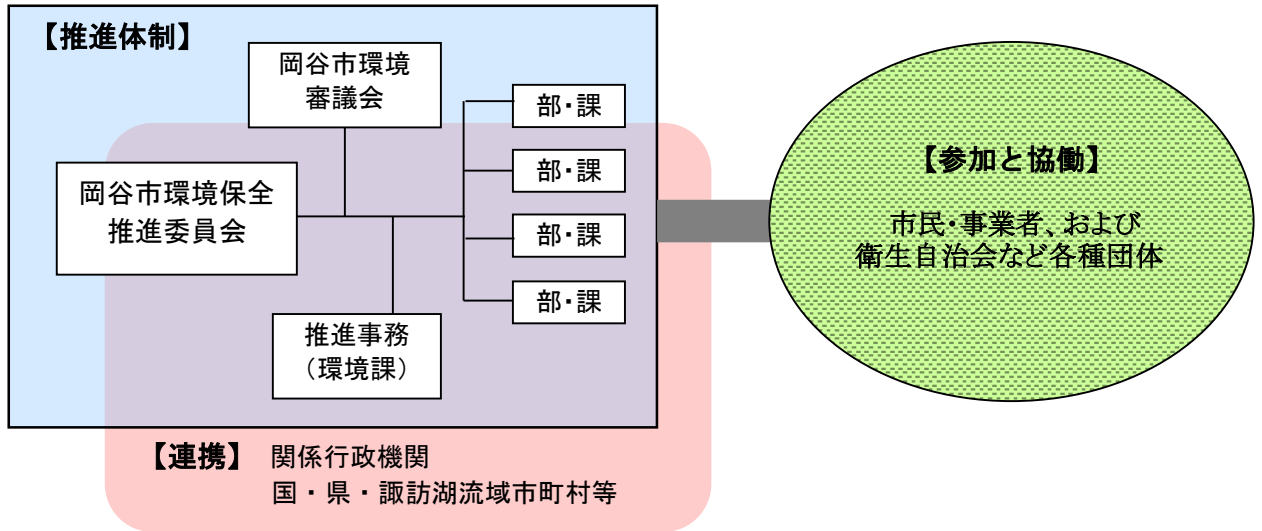 【推進体制】
岡谷市環境
審議会
岡谷市環境保全
推進委員会
推進事務
（環境課）
部・課
部・課
部・課
部・課
【連携】 関係行政機関
国・県・諏訪湖流域市町村等
【参加と協働】
市民・事業者、および
衛生自治会など各種団体